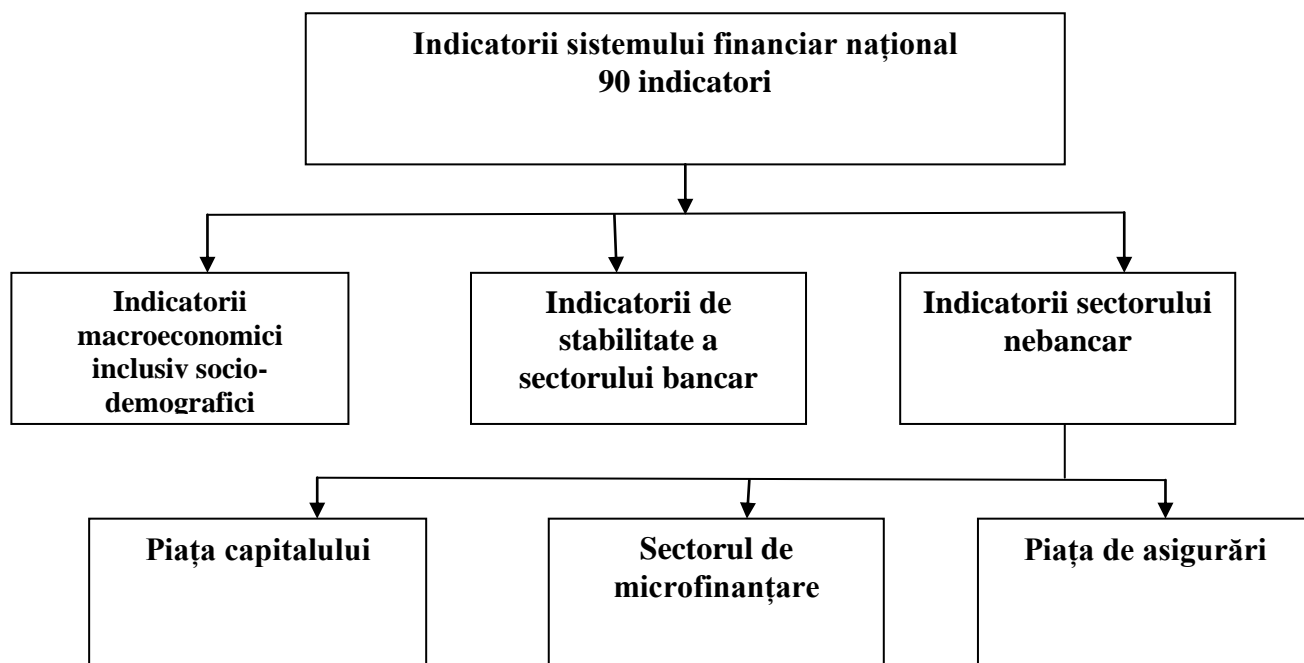 Indicatorii sistemului financiar național
90 indicatori
Indicatorii
macroeconomici
inclusiv socio-
demografici
Indicatorii de
stabilitate a
sectorului bancar
Indicatorii sectorului
nebancar
Piața capitalului
Sectorul de
microfinanțare
Piața de asigurări